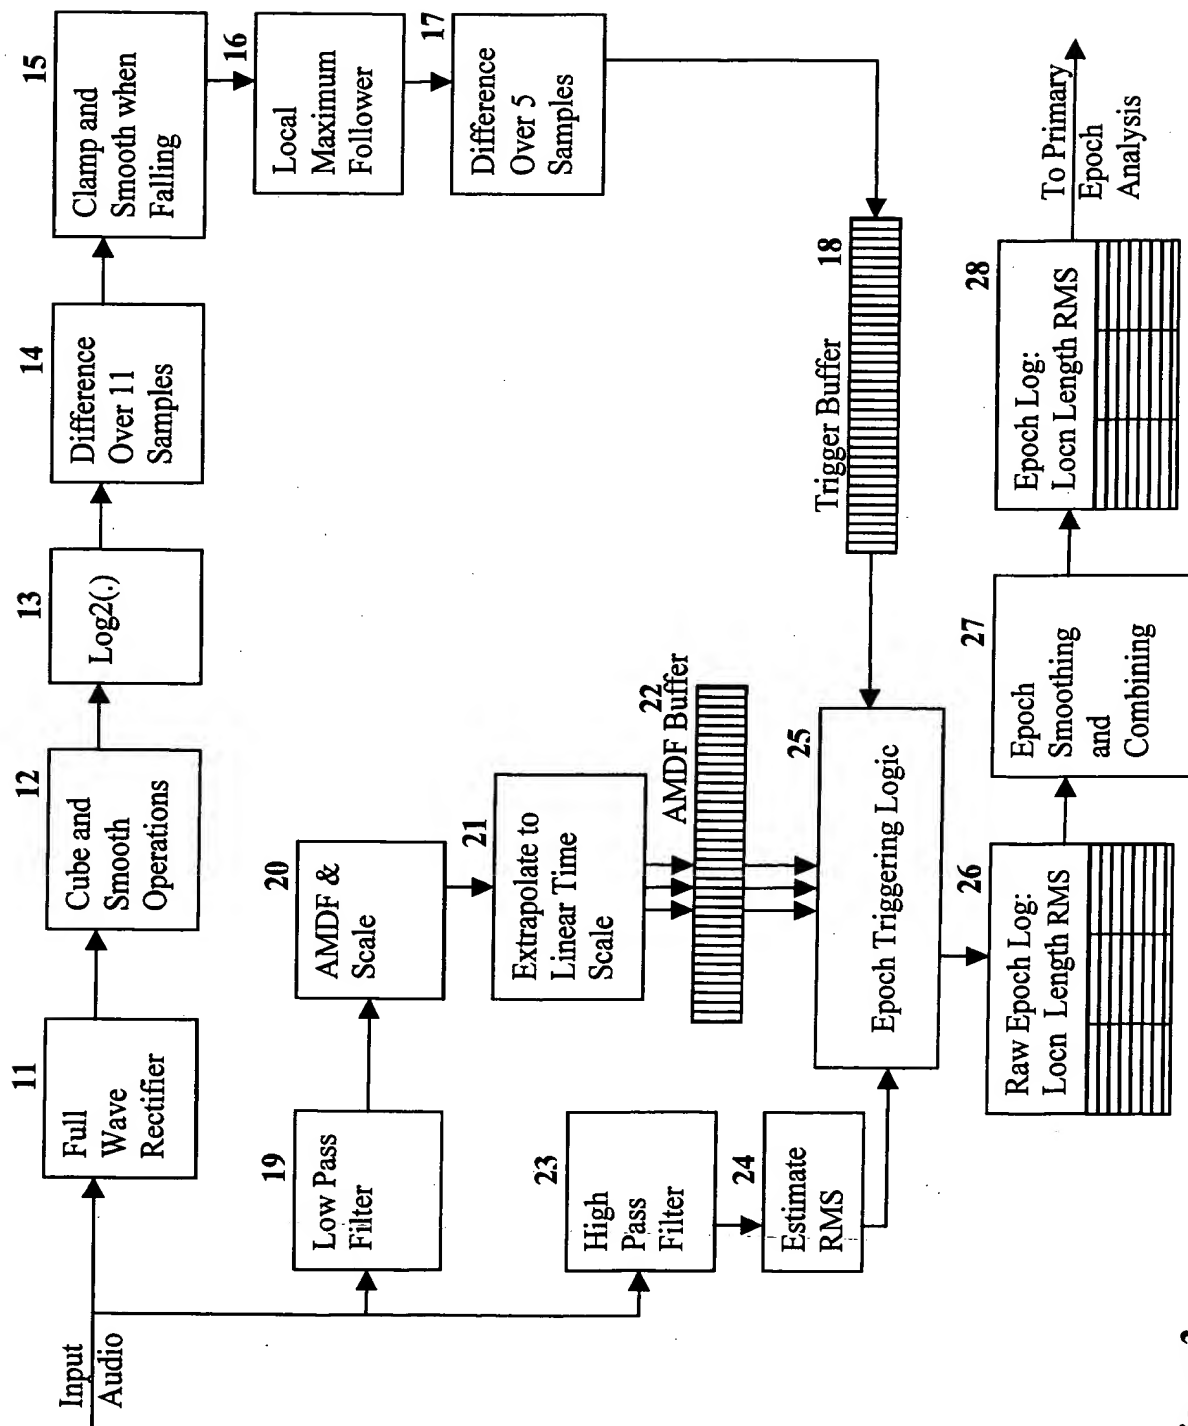 Input
Audio
11
Full
Wave
Rectifier
12
Cube and
Smooth
Operations
13
Log2(.)
14
Difference
Over 11
Samples
15
Clamp and
Smooth when
Falling
16
Local
Maximum
Follower
17
Difference
Over 5
Samples
18
Trigger Buffer
19
Low Pass
Filter
20
AMDF &
Scale
21
Extrapolate to
Linear Time
Scale
22
AMDF Buffer
23
High
Pass
Filter
24
Estimate
RMS
25
Epoch Triggering Logic
26
Raw Epoch Log:
Locn Length RMS
27
Epoch
Smoothing
and
Combining
28
Epoch Log:
Locn Length RMS
To Primary
Epoch
Analysis